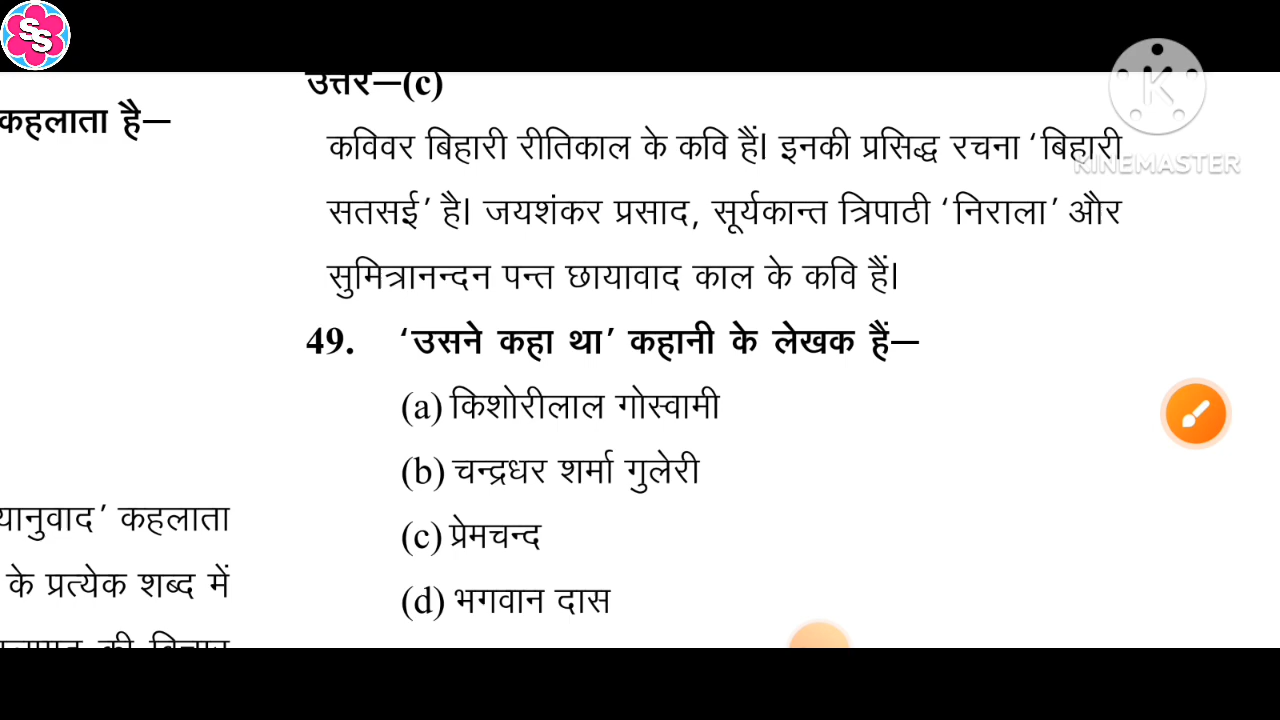 SS
KINEMASTER
कहलाता है—
यानुवाद’ कहलाता
के प्रत्येक शब्द में
की विचार
उत्तर—(c)
कविवर बिहारी रीतिकाल के कवि हैं। इनकी प्रसिद्ध रचना ‘बिहारी
सतसई’ है। जयशंकर प्रसाद, सूर्यकान्त त्रिपाठी ‘निराला’ और
सुमित्रानन्दन पन्त छायावाद काल के कवि हैं।
49. ‘उसने कहा था’ कहानी के लेखक हैं—
(a) किशोरीलाल गोस्वामी
(b) चन्द्रधर शर्मा गुलेरी
(c) प्रेमचन्द
(d) भगवान दास